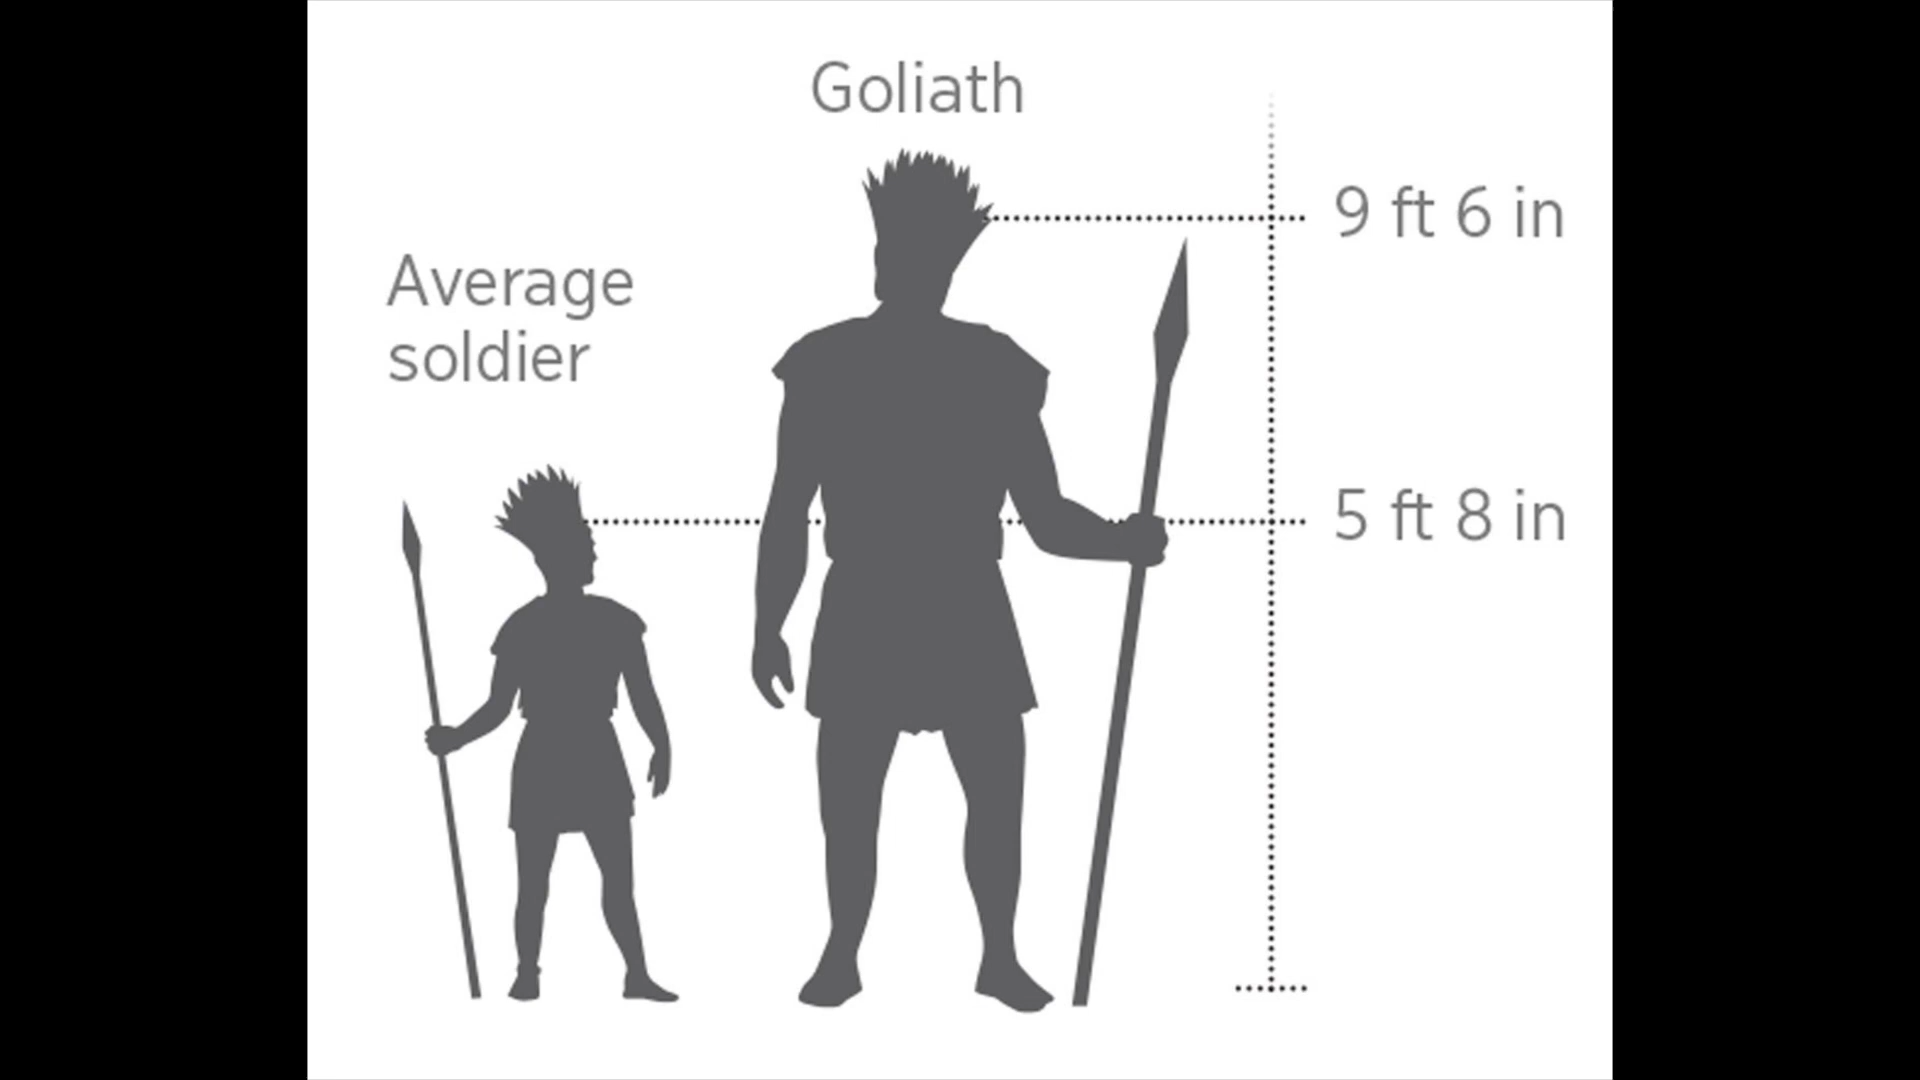 Goliath
9 ft 6 in
Average
soldier
5 ft 8 in